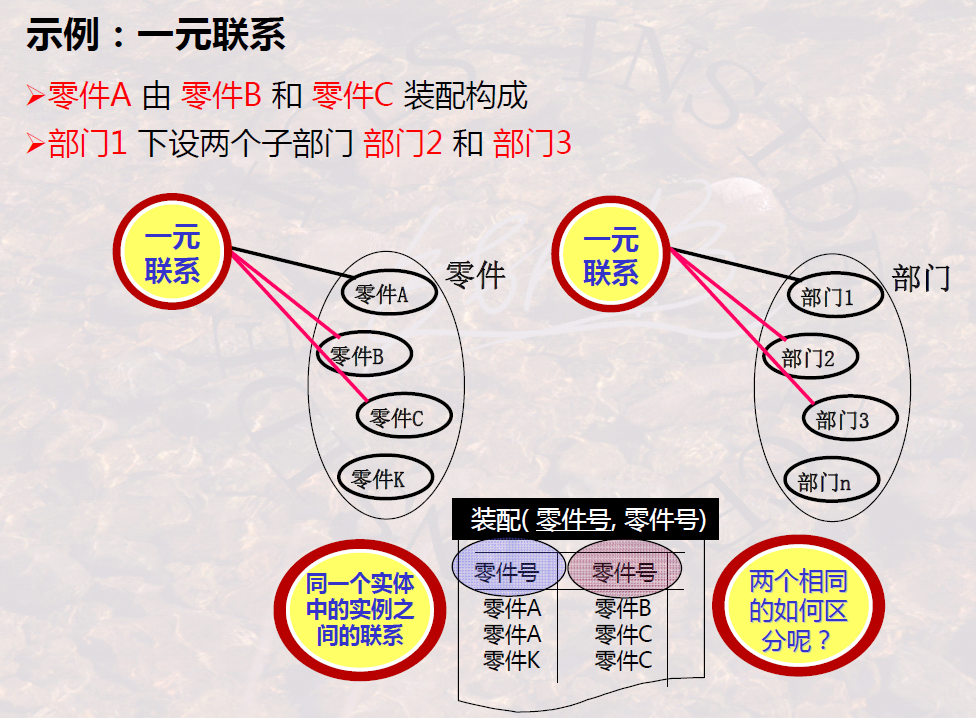 示例：一元联系
➢零件A 由 零件B 和 零件C 装配构成
➢部门1 下设两个子部门 部门2 和 部门3
一元
联系
零件
零件A
零件B
零件C
零件K
一元
联系
部门
部门1
部门2
部门3
部门n
装配( 零件号, 零件号)
零件号 零件号
零件A 零件B
零件A 零件C
零件K 零件C
同一个实体
中的实例之
间的联系
两个相同
的如何区
分呢？